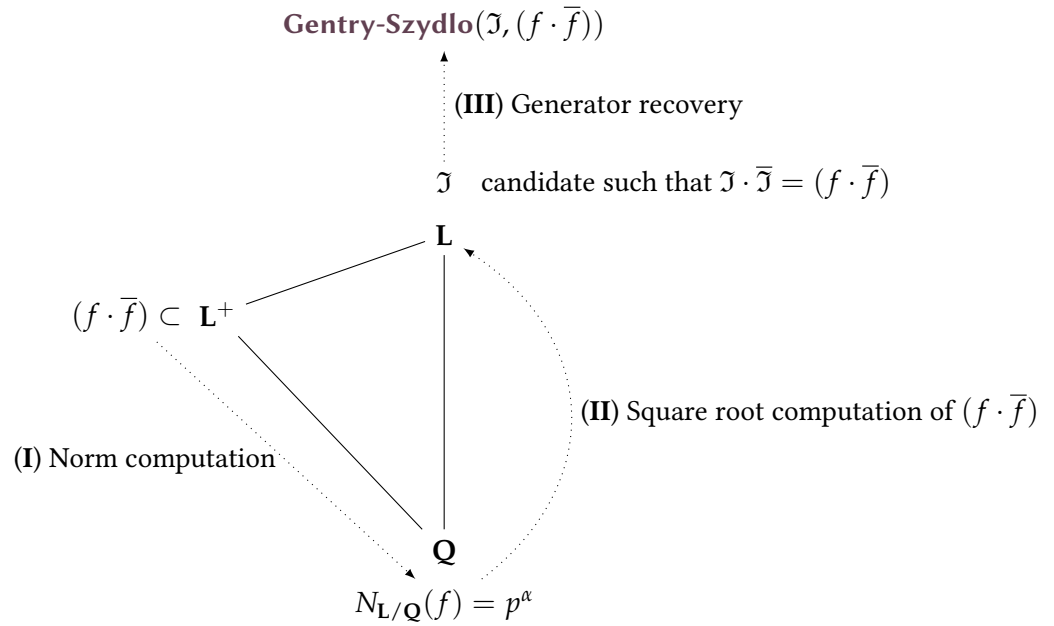 Gentry-Szydlo(ℑ, (f · f̅))
(III) Generator recovery
ℑ candidate such that ℑ · ℑ̅ = (f · f̅)
L
(f · f̅) ⊂ L⁺
(II) Square root computation of (f · f̅)
(I) Norm computation
Q
N_{L/Q}(f) = p^α